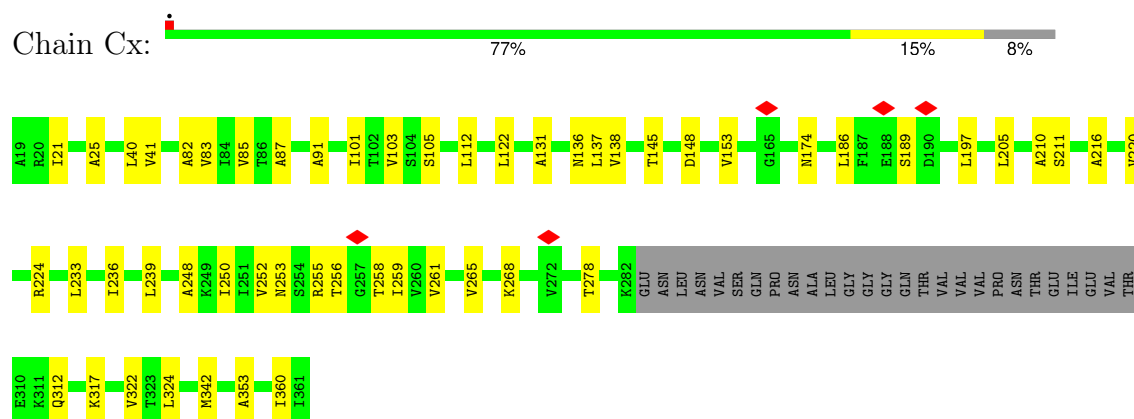 Chain Cx:
77% 15% 8%
A19 R20 I21 A25 L40 V41 A82 V83 I84 V85 T86 A87 A91 I101 T102 V103 S104 S105 L112 L122 A131 N136 L137 V138 T145 D148 V153 G165 N174 L186 F187 E188 S189 D190 L197 L205 A210 S211 A216
R224 L233 I236 L239 A248 K249 I250 I251 V252 N253 S254 R255 T256 G257 T258 I259 V260 V261 V265 K268 V272 T278 K282 GLU ASN LEU ASN VAL SER GLN PRO ASN ALA LEU GLY GLY GLY GLN THR VAL VAL VAL PRO ASN THR GLU ILE GLU VAL THR
E310 K311 Q312 K317 V322 T323 L324 M342 A353 I360 I361